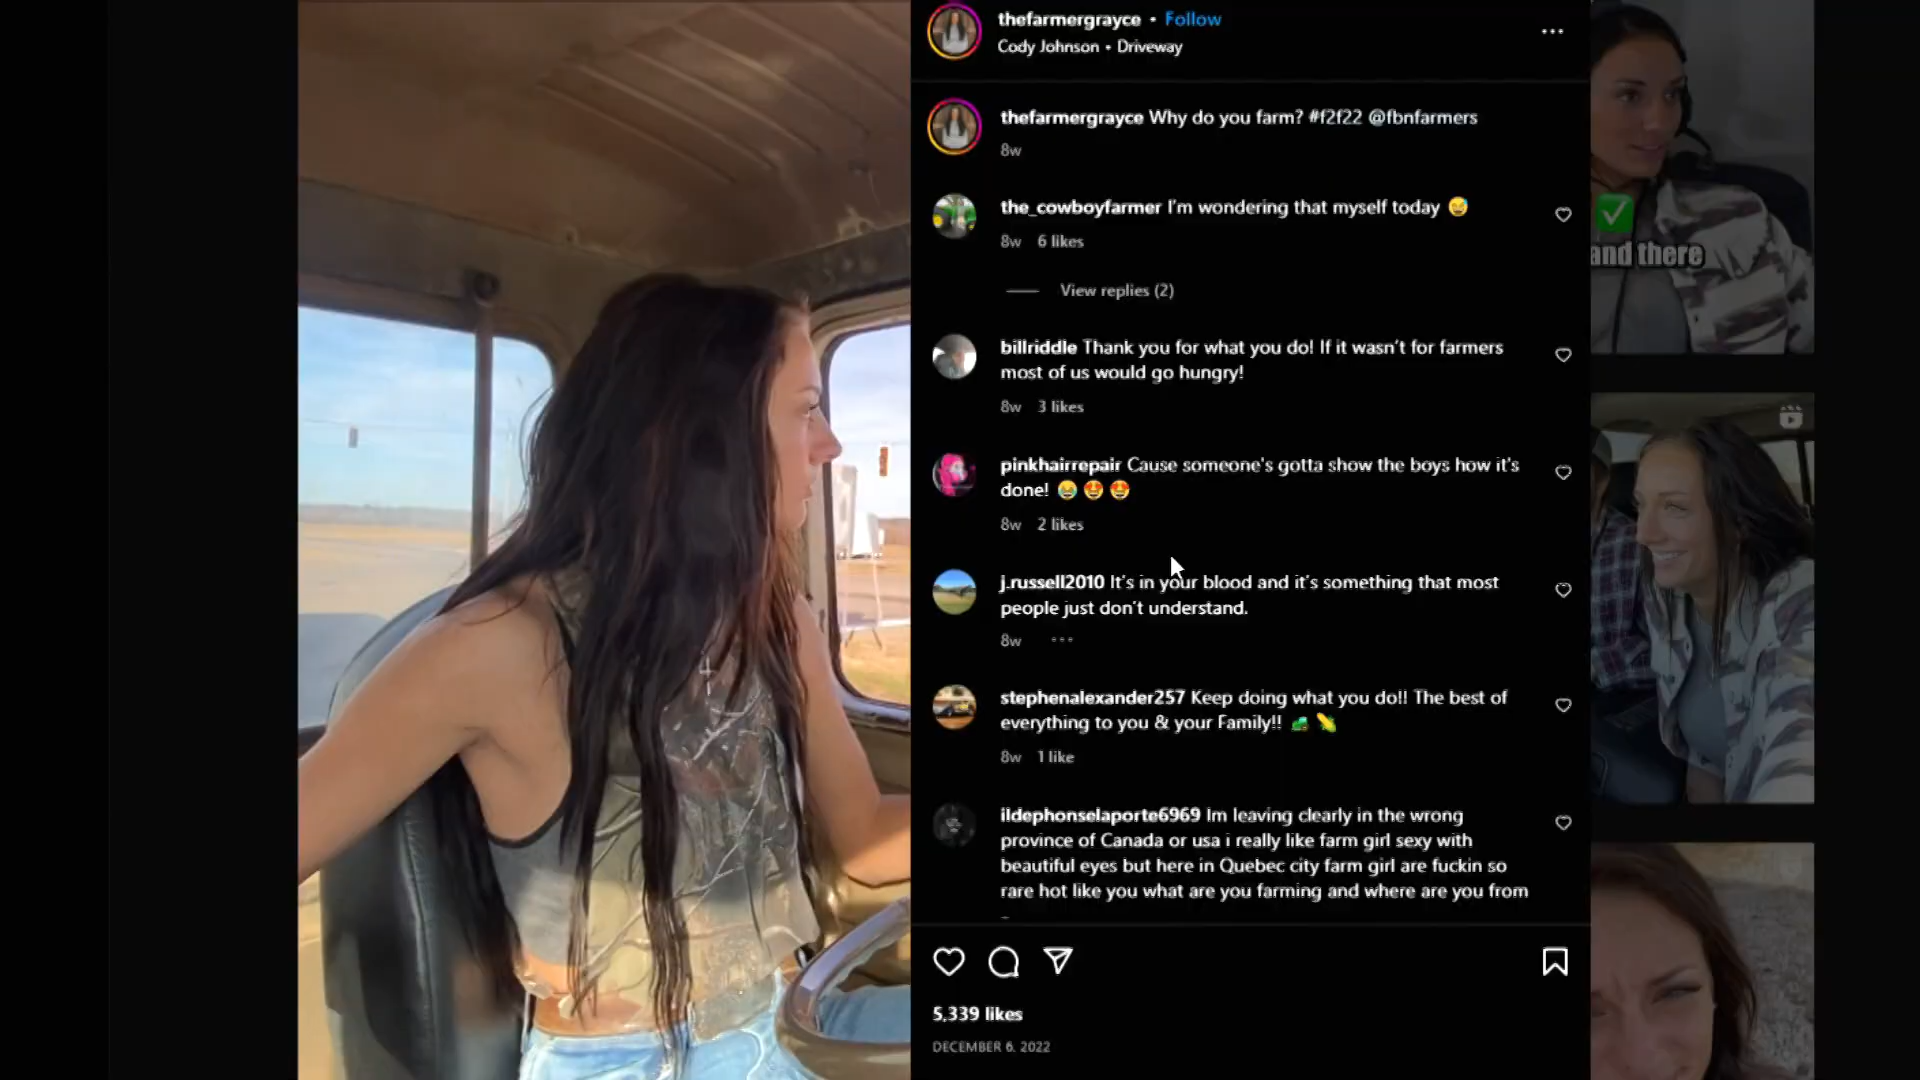 thefarmergrayce • Follow
Cody Johnson • Driveway
thefarmergrayce Why do you farm? #f2f22 @fbnfarmers
8w
the_cowboyfarmer I'm wondering that myself today 😅
8w 6 likes
View replies (2)
billriddle Thank you for what you do! If it wasn't for farmers
most of us would go hungry!
8w 3 likes
pinkhairrepair Cause someone's gotta show the boys how it's
done! 😂🤩🤩
8w 2 likes
j.russell2010 It's in your blood and it's something that most
people just don't understand.
8w
stephenalexander257 Keep doing what you do!! The best of
everything to you & your Family!! 🚜🌽
8w 1 like
ildephonselaporte6969 Im leaving clearly in the wrong
province of Canada or usa i really like farm girl sexy with
beautiful eyes but here in Quebec city farm girl are fuckin so
rare hot like you what are you farming and where are you from
5,339 likes
DECEMBER 6, 2022
and there